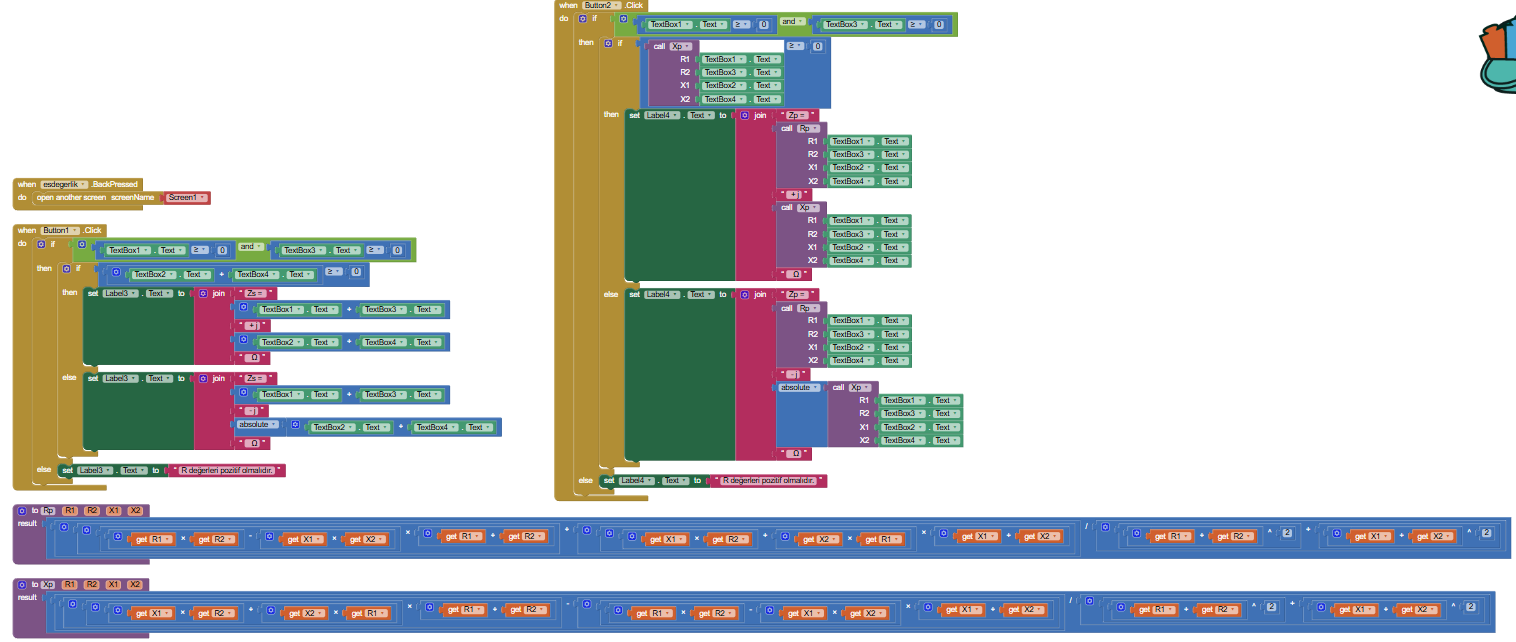 when esdegerlik .BackPressed
do open another screen screenName Screen1
when Button1 .Click
do if TextBox1 . Text ≥ 0 and TextBox3 . Text ≥ 0
then if TextBox2 . Text + TextBox4 . Text ≥ 0
then set Label3 . Text to join " Zs = "
TextBox1 . Text + TextBox3 . Text
" +j "
TextBox2 . Text + TextBox4 . Text
" Ω "
else set Label3 . Text to join " Zs = "
TextBox1 . Text + TextBox3 . Text
" -j "
absolute TextBox2 . Text + TextBox4 . Text
" Ω "
else set Label3 . Text to " R değerleri pozitif olmalıdır. "
when Button2 .Click
do if TextBox1 . Text ≥ 0 and TextBox3 . Text ≥ 0
then if call Xp ≥ 0
R1 TextBox1 . Text
R2 TextBox3 . Text
X1 TextBox2 . Text
X2 TextBox4 . Text
then set Label4 . Text to join " Zp = "
call Rp
R1 TextBox1 . Text
R2 TextBox3 . Text
X1 TextBox2 . Text
X2 TextBox4 . Text
" +j "
call Xp
R1 TextBox1 . Text
R2 TextBox3 . Text
X1 TextBox2 . Text
X2 TextBox4 . Text
" Ω "
else set Label4 . Text to join " Zp = "
call Rp
R1 TextBox1 . Text
R2 TextBox3 . Text
X1 TextBox2 . Text
X2 TextBox4 . Text
" -j "
absolute call Xp
R1 TextBox1 . Text
R2 TextBox3 . Text
X1 TextBox2 . Text
X2 TextBox4 . Text
" Ω "
else set Label4 . Text to " R değerleri pozitif olmalıdır. "
to Rp R1 R2 X1 X2
result get R1 × get R2 - get X1 × get X2 × get R1 + get R2 + get X1 × get R2 + get X2 × get R1 × get X1 + get X2 / get R1 + get R2 ^ 2 + get X1 + get X2 ^ 2
to Xp R1 R2 X1 X2
result get X1 × get R2 + get X2 × get R1 × get R1 + get R2 - get R1 × get R2 - get X1 × get X2 × get X1 + get X2 / get R1 + get R2 ^ 2 + get X1 + get X2 ^ 2